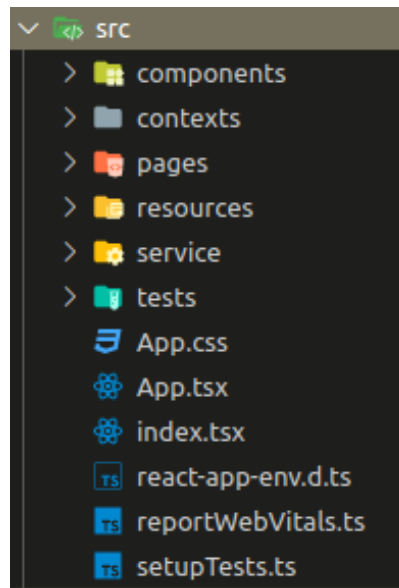 src
components
contexts
pages
resources
service
tests
App.css
App.tsx
index.tsx
react-app-env.d.ts
reportWebVitals.ts
setupTests.ts